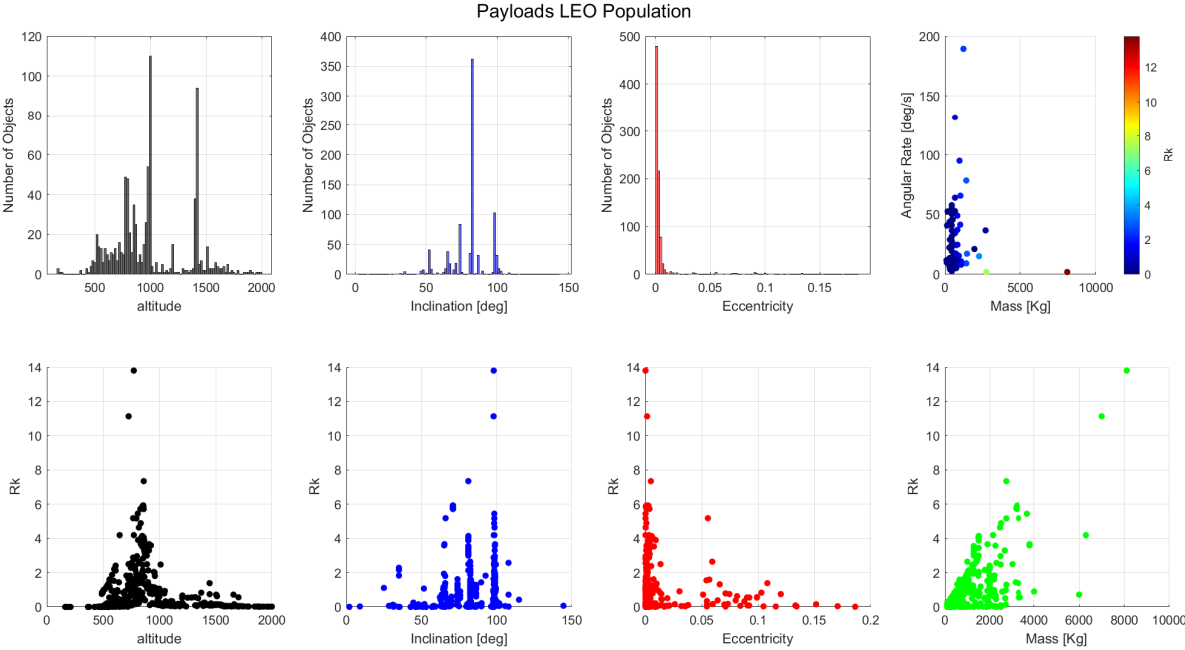 Payloads LEO Population
120
100
80
60
40
20
0
500 1000 1500 2000
altitude
Number of Objects
400
350
300
250
200
150
100
50
0
0 50 100 150
Inclination [deg]
Number of Objects
500
400
300
200
100
0
0 0.05 0.1 0.15
Eccentricity
Number of Objects
200
150
100
50
0
0 5000 10000
Mass [Kg]
Angular Rate [deg/s]
12
10
8
6
4
2
0
Rk
14
12
10
8
6
4
2
0
0 500 1000 1500 2000
altitude
Rk
14
12
10
8
6
4
2
0
0 50 100 150
Inclination [deg]
Rk
14
12
10
8
6
4
2
0
0 0.05 0.1 0.15 0.2
Eccentricity
Rk
14
12
10
8
6
4
2
0
0 2000 4000 6000 8000 10000
Mass [Kg]
Rk